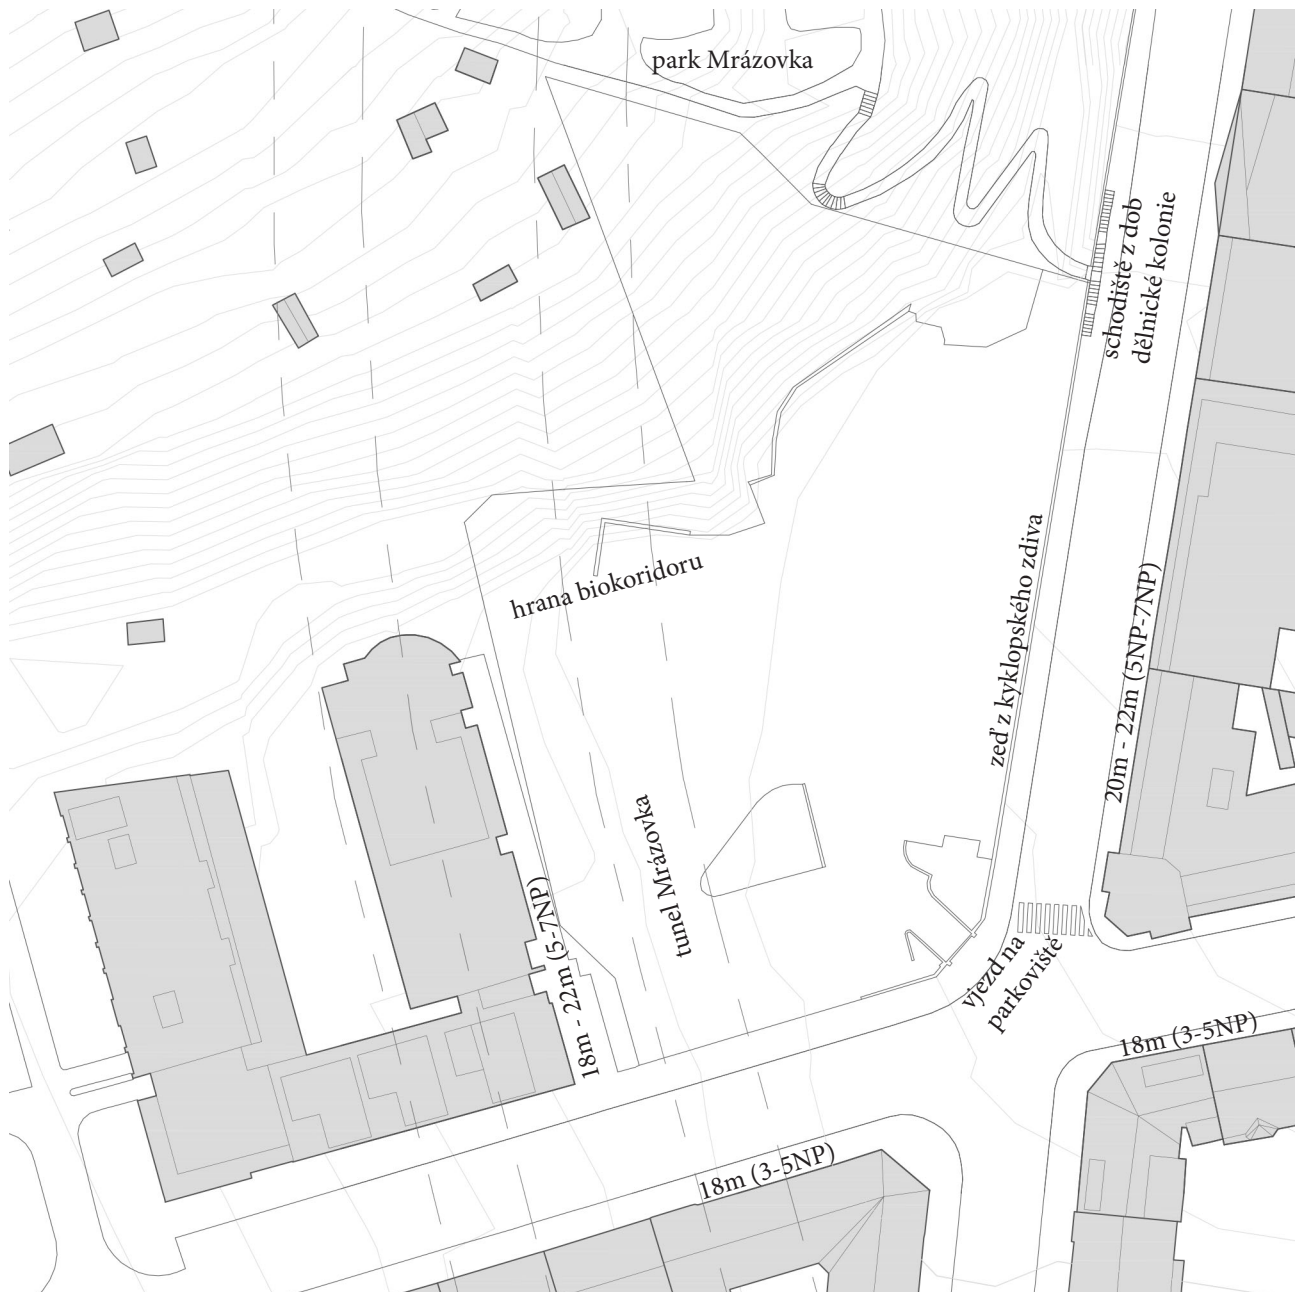 park Mrázovka
schodiště z dob
dělnické kolonie
hrana biokoridoru
zeď z kyklopského zdiva
20m - 22m (5NP-7NP)
tunel Mrázovka
18m - 22m (5-7NP)
vjezd na
parkoviště
18m (3-5NP)
18m (3-5NP)